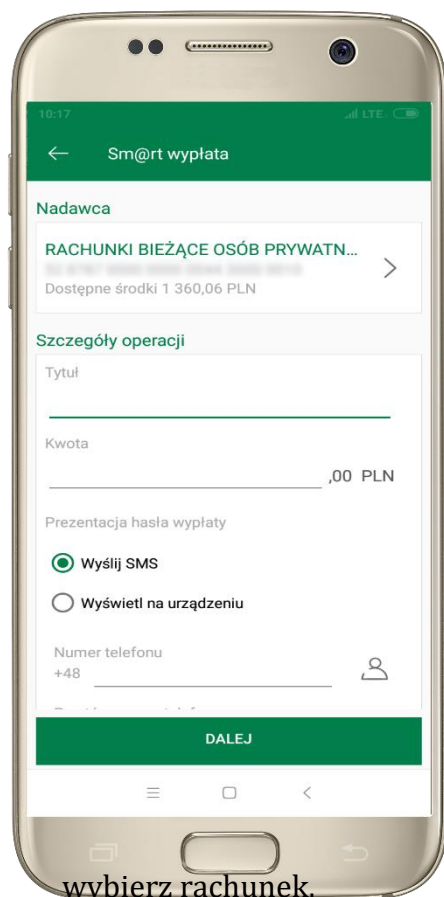 10:17 LTE
Sm@rt wypłata
Nadawca
RACHUNKI BIEŻĄCE OSÓB PRYWATN...
Dostępne środki 1 360,06 PLN
Szczegóły operacji
Tytuł
Kwota
,00 PLN
Prezentacja hasła wypłaty
Wyślij SMS
Wyświetl na urządzeniu
Numer telefonu
+48
DALEJ
wybierz rachunek.